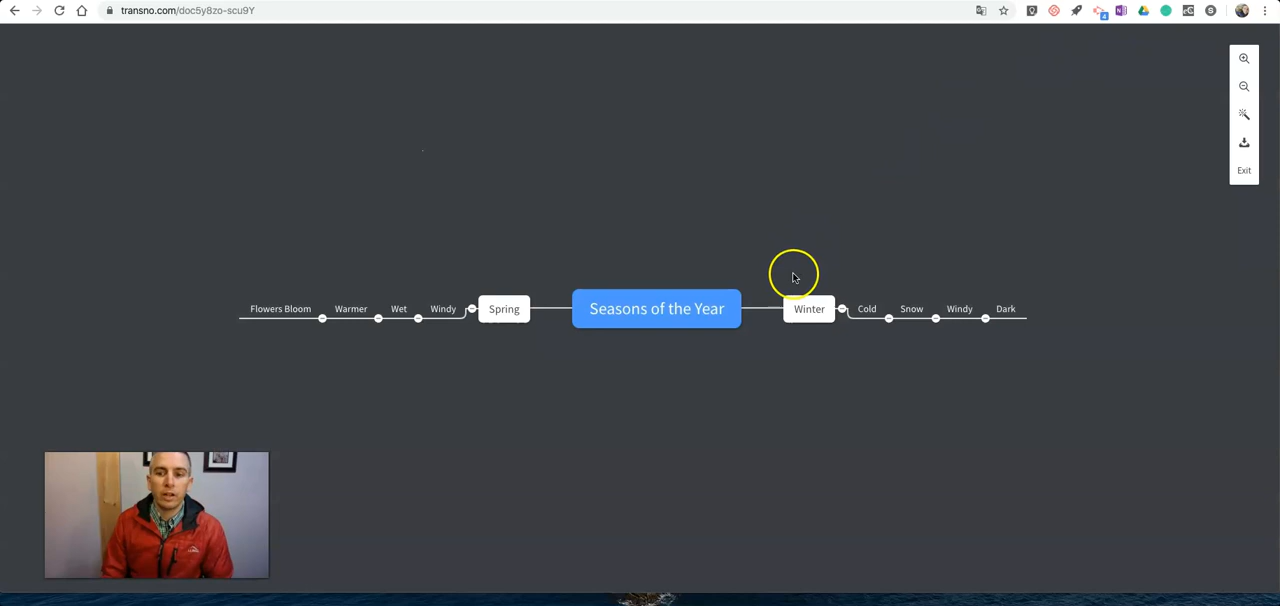 transno.com/doc5y8zo-scu9Y
4
Exit
Flowers Bloom Warmer Wet Windy Spring Seasons of the Year Winter Cold Snow Windy Dark